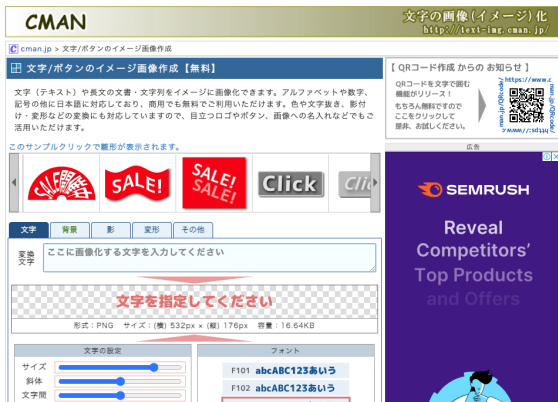 CMAN
文字の画像(イメージ)化
http://text-img.cman.jp/
cman.jp > 文字/ボタンのイメージ画像作成
文字/ボタンのイメージ画像作成【無料】
文字（テキスト）や長文の文書・文字列をイメージに画像化できます。アルファベットや数字、
記号の他に日本語に対応しており、商用でも無料でご利用いただけます。色や文字抜き、影付
け・変形などの変換にも対応していますので、目立つロゴやボタン、画像への名入れなどもご
活用いただけます。
このサンプルクリックで雛形が表示されます。
SALE開催中
SALE!
SALE!
SALE!
Click
Clic
文字
背景
影
変形
その他
変換
文字
ここに画像化する文字を入力してください
文字を指定してください
形式：PNG サイズ：(横) 532px × (縦) 176px 容量：16.64KB
文字の設定
サイズ
斜体
文字間
フォント
F101 abcABC123あいう
F102 abcABC123あいう
【 QRコード作成 からの お知らせ 】
QRコードを文字で囲む
機能がリリース！
もちろん無料ですので
ここをクリックして
是非、お試しください。
https://www.c
man.jp/QRcode/
https://www.c
man.jp/QRcode/
広告
SEMRUSH
Reveal
Competitors'
Top Products
and Offers